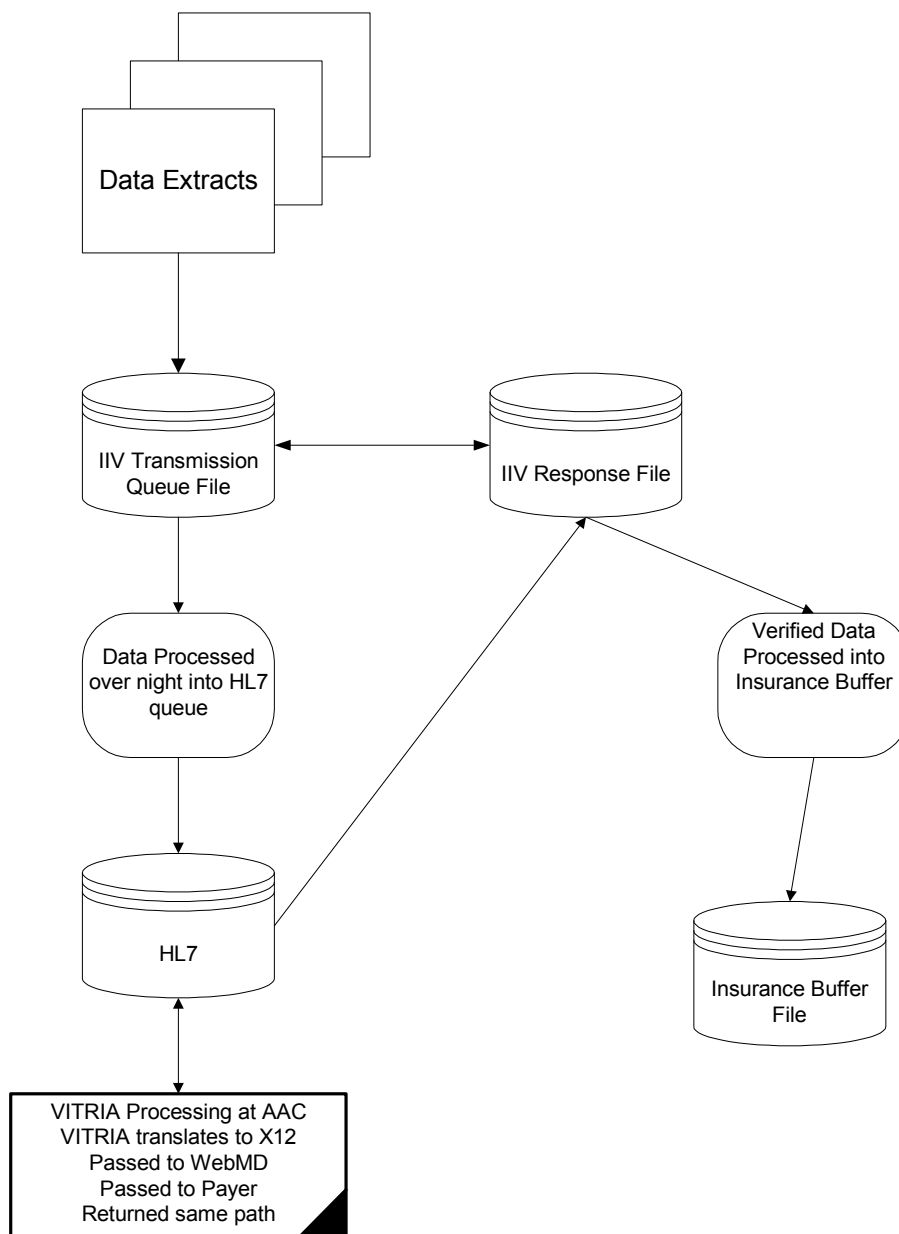 Data Extracts
IIV Transmission
Queue File
IIV Response File
Data Processed
over night into HL7
queue
Verified Data
Processed into
Insurance Buffer
HL7
Insurance Buffer
File
VITRIA Processing at AAC
VITRIA translates to X12
Passed to WebMD
Passed to Payer
Returned same path